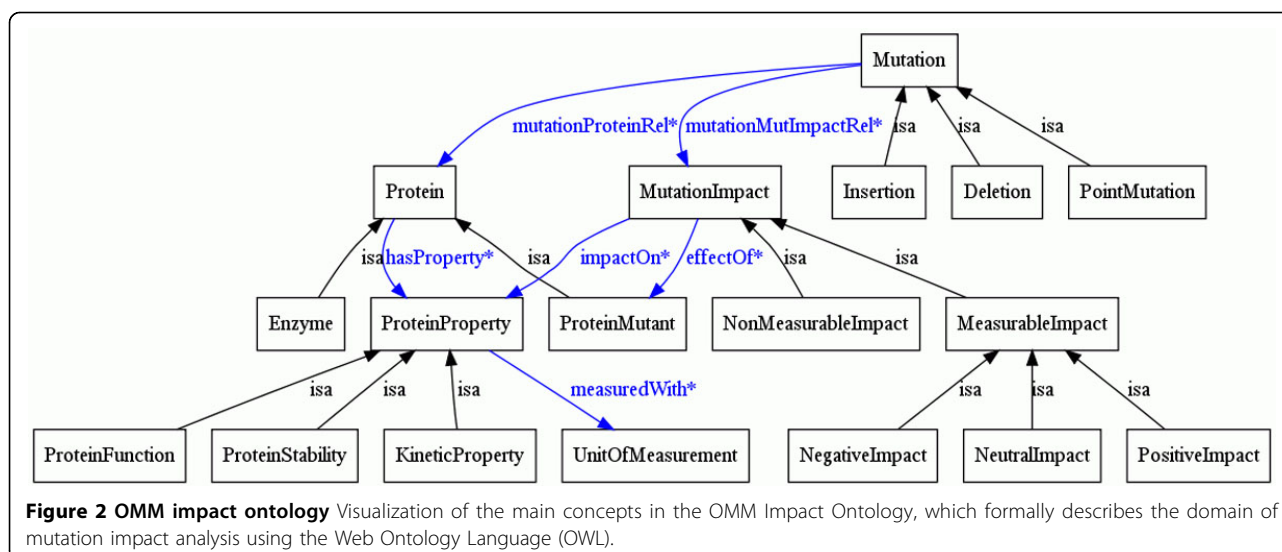 Mutation
mutationProteinRel* mutationMutImpactRel* isa isa isa
Protein MutationImpact Insertion Deletion PointMutation
isa hasProperty* isa impactOn* effectOf* isa isa
Enzyme ProteinProperty ProteinMutant NonMeasurableImpact MeasurableImpact
isa isa isa measuredWith* isa isa isa
ProteinFunction ProteinStability KineticProperty UnitOfMeasurement NegativeImpact NeutralImpact PositiveImpact
Figure 2 OMM impact ontology Visualization of the main concepts in the OMM Impact Ontology, which formally describes the domain of
mutation impact analysis using the Web Ontology Language (OWL).